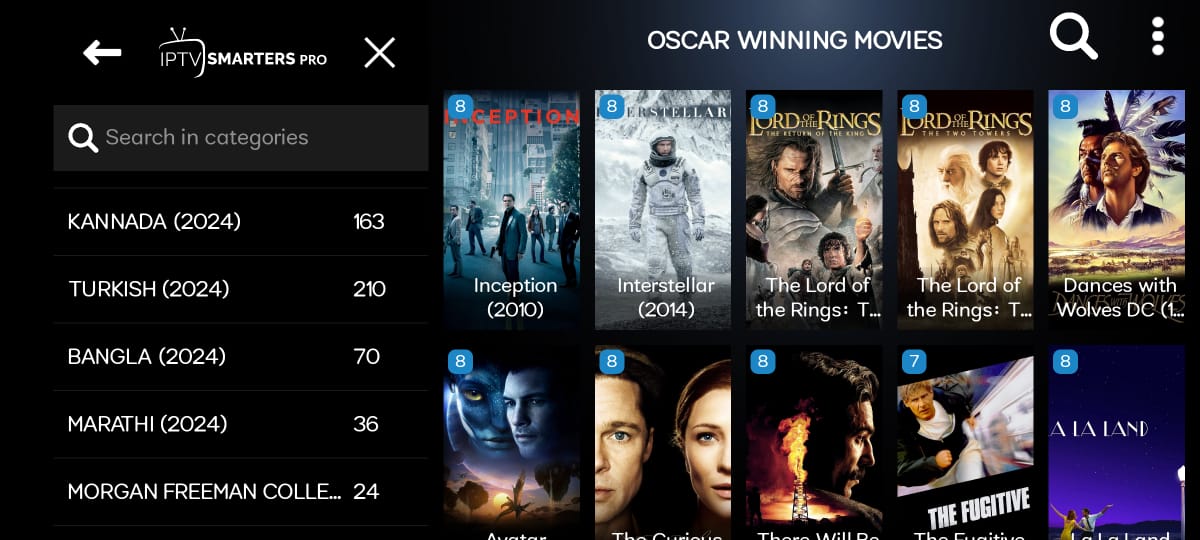 IPTV SMARTERS PRO
Search in categories
KANNADA (2024) 163
TURKISH (2024) 210
BANGLA (2024) 70
MARATHI (2024) 36
MORGAN FREEMAN COLLE... 24
OSCAR WINNING MOVIES
8
INCEPTION
Inception
(2010)
8
ERSTELLAR
Interstellar
(2014)
8
LORD OF THE RINGS
THE RETURN OF THE KING
The Lord of
the Rings: T...
8
LORD OF THE RINGS
THE TWO TOWERS
The Lord of
the Rings: T...
8
DANCES WITH WOLVES
Dances with
Wolves DC (1...
8
Avatar
8
The Curious
8
There Will Be
7
THE FUGITIVE
The Fugitive
8
A LA LAND
La La Land